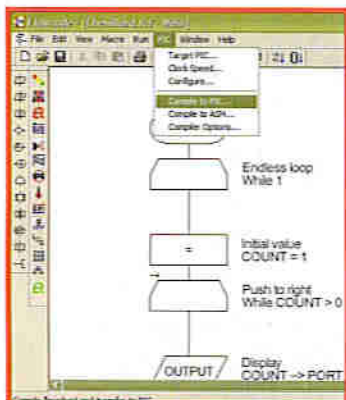 File Edit View Macro Run PIC Window Help
Target PIC...
Clock Speed...
Configure...
Compile to PIC...
Compile to ASM...
Compiler Options...
Endless loop
While 1
=
Initial value
COUNT = 1
Push to right
While COUNT > 0
OUTPUT
Display
COUNT -> PORT